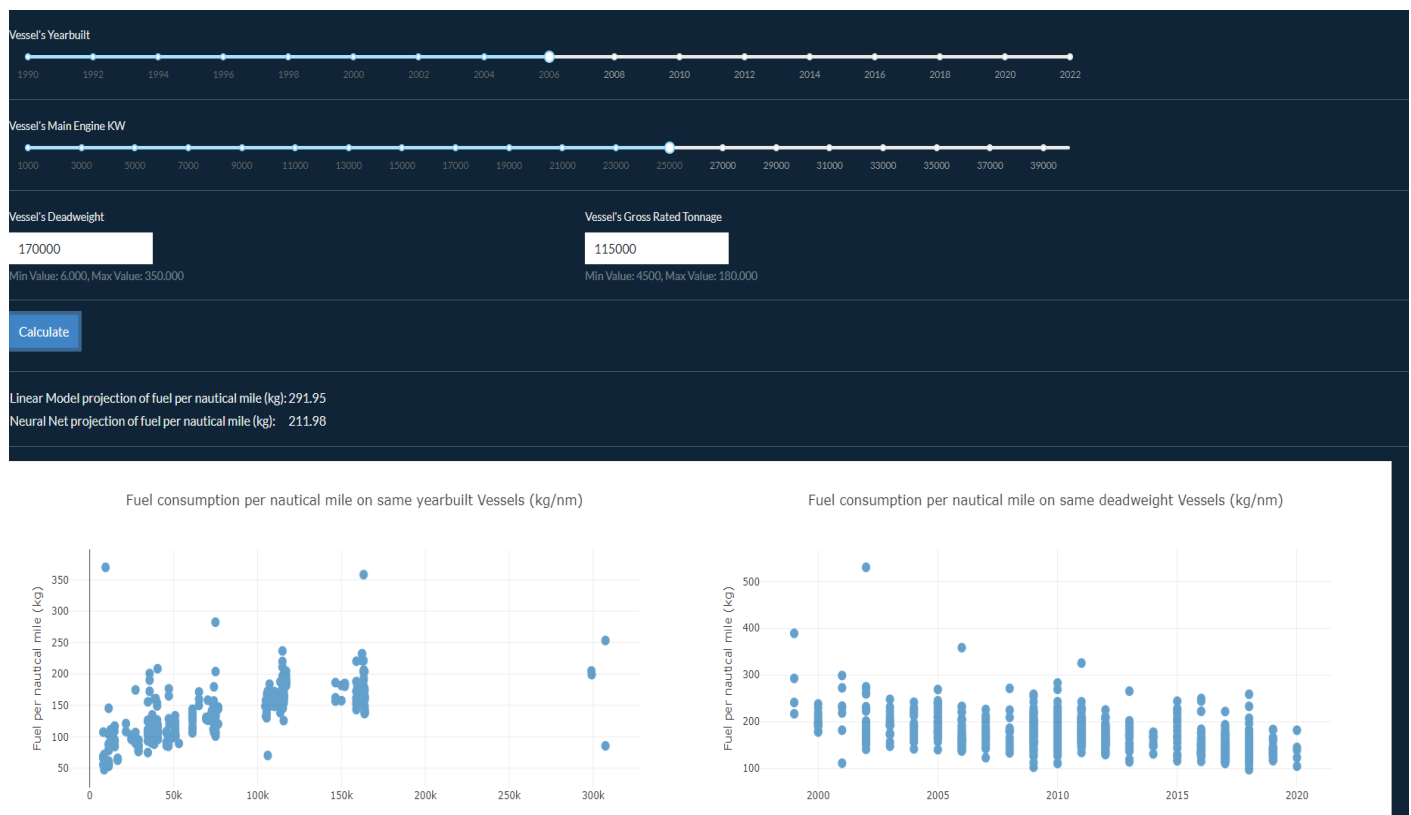 Vessel's Yearbuilt
1990 1992 1994 1996 1998 2000 2002 2004 2006 2008 2010 2012 2014 2016 2018 2020 2022
Vessel's Main Engine KW
1000 3000 5000 7000 9000 11000 13000 15000 17000 19000 21000 23000 25000 27000 29000 31000 33000 35000 37000 39000
Vessel's Deadweight Vessel's Gross Rated Tonnage
170000 115000
Min Value: 6.000, Max Value: 350.000 Min Value: 4500, Max Value: 180.000
Calculate
Linear Model projection of fuel per nautical mile (kg): 291.95
Neural Net projection of fuel per nautical mile (kg): 211.98
Fuel consumption per nautical mile on same yearbuilt Vessels (kg/nm)
Fuel per nautical mile (kg)
350
300
250
200
150
100
50
0 50k 100k 150k 200k 250k 300k
Fuel consumption per nautical mile on same deadweight Vessels (kg/nm)
Fuel per nautical mile (kg)
500
400
300
200
100
2000 2005 2010 2015 2020